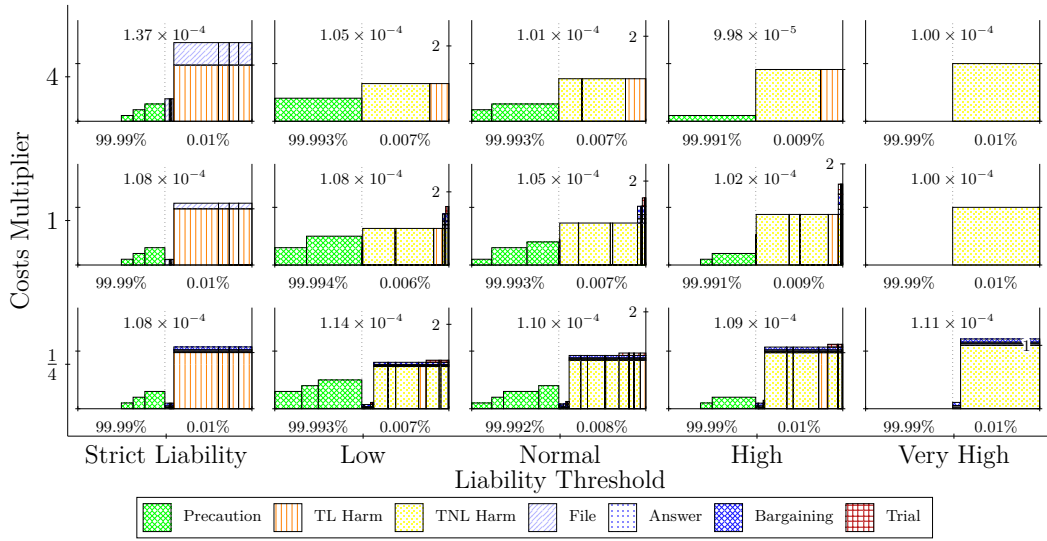 1.37 × 10⁻⁴ 1.05 × 10⁻⁴ 2 1.01 × 10⁻⁴ 2 9.98 × 10⁻⁵ 1.00 × 10⁻⁴
4
99.99% 0.01% 99.993% 0.007% 99.993% 0.007% 99.991% 0.009% 99.99% 0.01%
Costs Multiplier
1.08 × 10⁻⁴ 1.08 × 10⁻⁴ 2 1.05 × 10⁻⁴ 2 1.02 × 10⁻⁴ 2 1.00 × 10⁻⁴
1
99.99% 0.01% 99.994% 0.006% 99.993% 0.007% 99.991% 0.009% 99.99% 0.01%
1.08 × 10⁻⁴ 1.14 × 10⁻⁴ 2 1.10 × 10⁻⁴ 2 1.09 × 10⁻⁴ 1.11 × 10⁻⁴
1
1/4
99.99% 0.01% 99.993% 0.007% 99.992% 0.008% 99.99% 0.01% 99.99% 0.01%
Strict Liability Low Normal High Very High
Liability Threshold
Precaution TL Harm TNL Harm File Answer Bargaining Trial